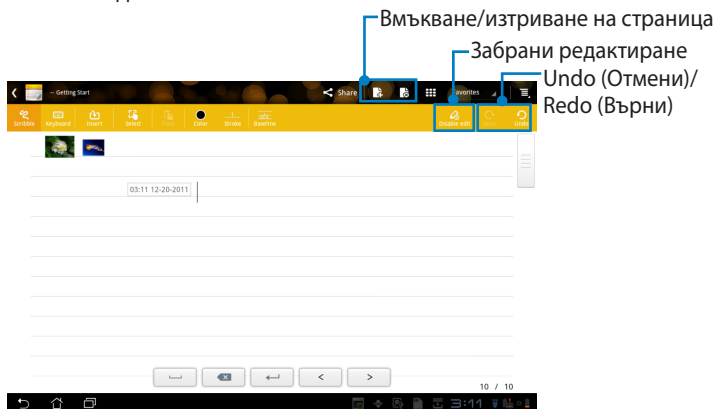 Вмъкване/изтриване на страница
Забрани редактиране
Undo (Отмени)/
Redo (Върни)
Getting Start
Share
Favorites
Scribble Keyboard Insert Select Paste Color Stroke Baseline Disable edit Redo Undo
03:11 12-20-2011
10 / 10
3:11